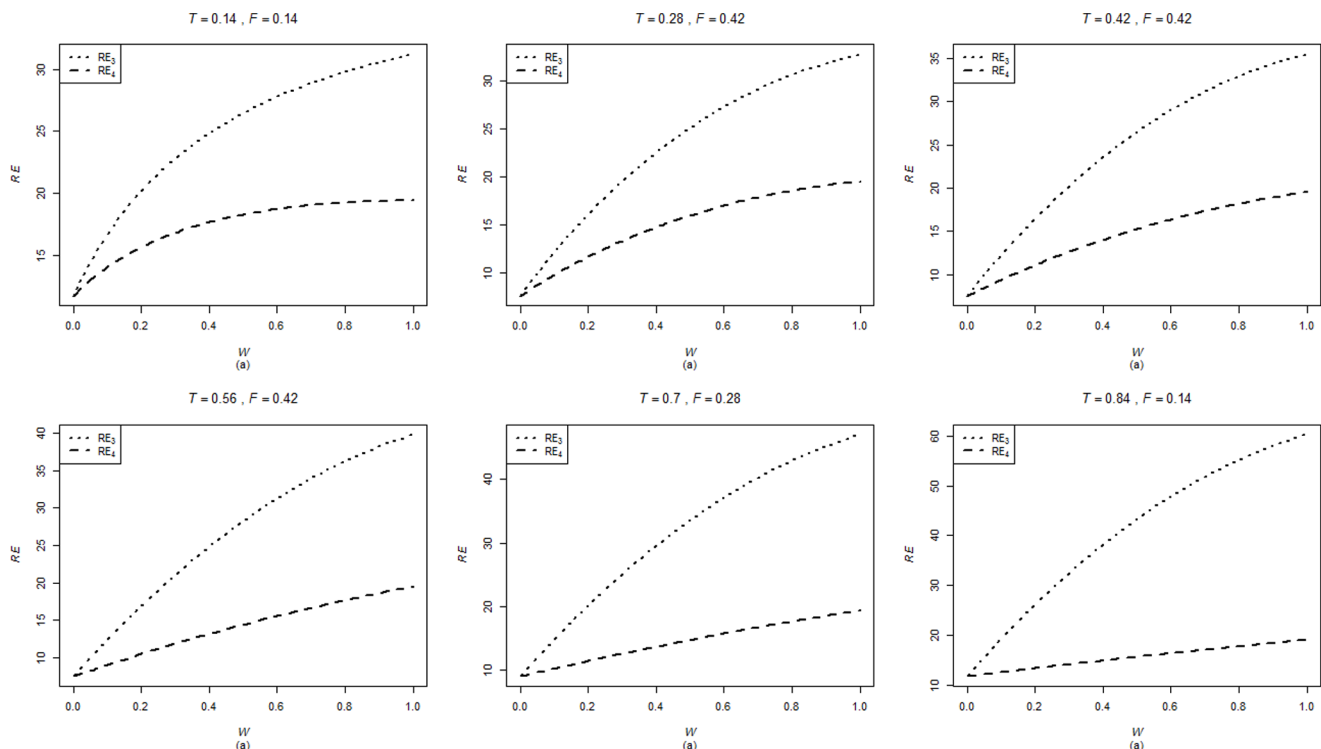 T = 0.14 , F = 0.14
RE3
RE4
30
25
20
15
RE
0.0 0.2 0.4 0.6 0.8 1.0
W
(a)
T = 0.28 , F = 0.42
RE3
RE4
30
25
20
15
10
RE
0.0 0.2 0.4 0.6 0.8 1.0
W
(a)
T = 0.42 , F = 0.42
RE3
RE4
35
30
25
20
15
10
RE
0.0 0.2 0.4 0.6 0.8 1.0
W
(a)
T = 0.56 , F = 0.42
RE3
RE4
40
35
30
25
20
15
10
RE
0.0 0.2 0.4 0.6 0.8 1.0
W
(a)
T = 0.7 , F = 0.28
RE3
RE4
40
30
20
10
RE
0.0 0.2 0.4 0.6 0.8 1.0
W
(a)
T = 0.84 , F = 0.14
RE3
RE4
60
50
40
30
20
10
RE
0.0 0.2 0.4 0.6 0.8 1.0
W
(a)